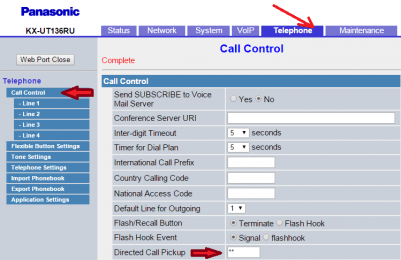 Panasonic
KX-UT136RU
Status Network System VoIP Telephone Maintenance
Web Port Close
Call Control
Complete
Telephone
Call Control
- Line 1
- Line 2
- Line 3
- Line 4
Flexible Button Settings
Tone Settings
Telephone Settings
Import Phonebook
Export Phonebook
Application Settings
Call Control
Send SUBSCRIBE to Voice Mail Server Yes No
Conference Server URI
Inter-digit Timeout 5 seconds
Timer for Dial Plan 5 seconds
International Call Prefix
Country Calling Code
National Access Code
Default Line for Outgoing 1
Flash/Recall Button Terminate Flash Hook
Flash Hook Event Signal flashhook
Directed Call Pickup **